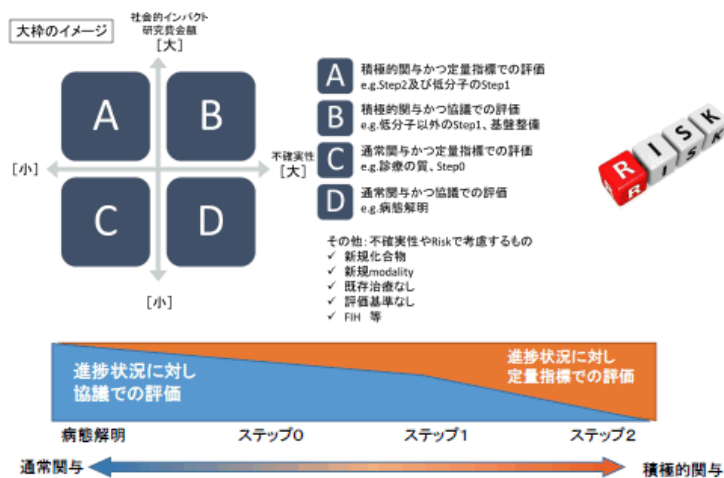 大枠のイメージ
社会的インパクト
研究費金額
[大]
A
B
C
D
[小]
不確実性
[大]
[小]
A
積極的関与かつ定量指標での評価
e.g.Step2及び低分子のStep1
B
積極的関与かつ協議での評価
e.g.低分子以外のStep1、基盤整備
C
通常関与かつ定量指標での評価
e.g.診療の質、Step0
D
通常関与かつ協議での評価
e.g.病態解明
その他：不確実性やRiskで考慮するもの
✓ 新規化合物
✓ 新規modality
✓ 既存治療なし
✓ 評価基準なし
✓ FIH 等
RISK
RIS
進捗状況に対し
協議での評価
進捗状況に対し
定量指標での評価
病態解明 ステップ0 ステップ1 ステップ2
通常関与 積極的関与